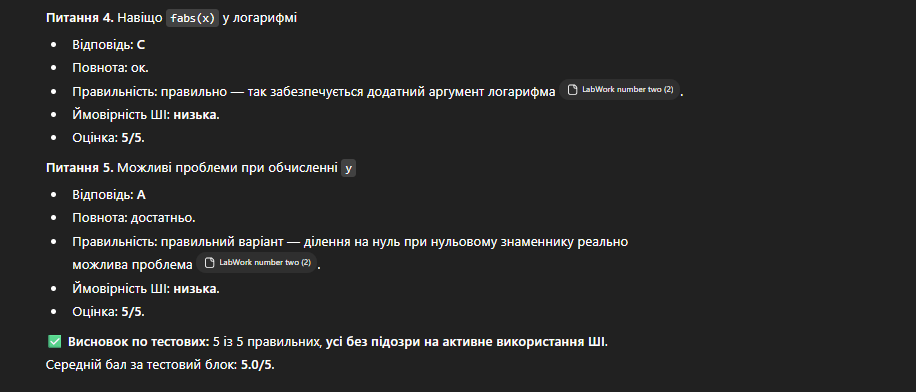 Питання 4. Навіщо fabs(x) у логарифмі
• Відповідь: C
• Повнота: ок.
• Правильність: правильно — так забезпечується додатний аргумент логарифма LabWork number two (2) .
• Ймовірність ШІ: низька.
• Оцінка: 5/5.
Питання 5. Можливі проблеми при обчисленні y
• Відповідь: A
• Повнота: достатньо.
• Правильність: правильний варіант — ділення на нуль при нульовому знаменнику реально
можлива проблема LabWork number two (2) .
• Ймовірність ШІ: низька.
• Оцінка: 5/5.
✅ Висновок по тестових: 5 із 5 правильних, усі без підозри на активне використання ШІ.
Середній бал за тестовий блок: 5.0/5.